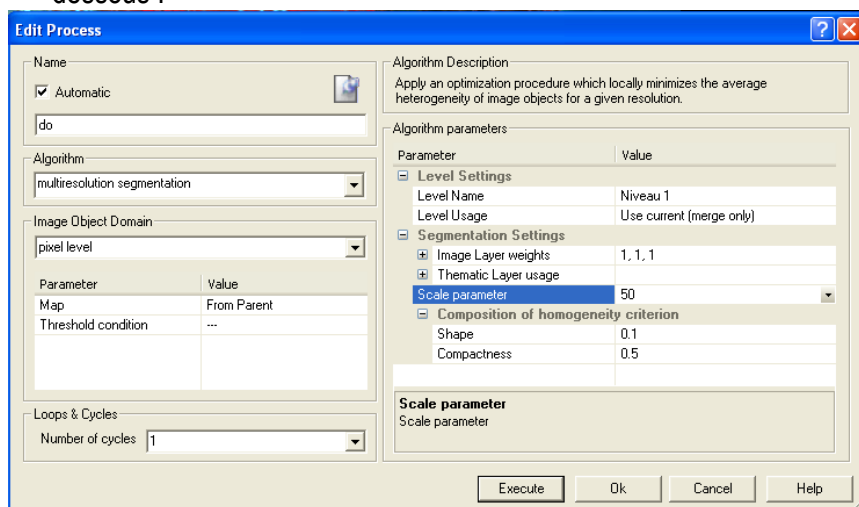 dessous :
Edit Process
Name
Automatic
do
Algorithm
multiresolution segmentation
Image Object Domain
pixel level
Parameter Value
Map From Parent
Threshold condition ---
Loops & Cycles
Number of cycles 1
Algorithm Description
Apply an optimization procedure which locally minimizes the average
heterogeneity of image objects for a given resolution.
Algorithm parameters
Parameter Value
Level Settings
Level Name Niveau 1
Level Usage Use current (merge only)
Segmentation Settings
Image Layer weights 1, 1, 1
Thematic Layer usage
Scale parameter 50
Composition of homogeneity criterion
Shape 0.1
Compactness 0.5
Scale parameter
Scale parameter
Execute Ok Cancel Help